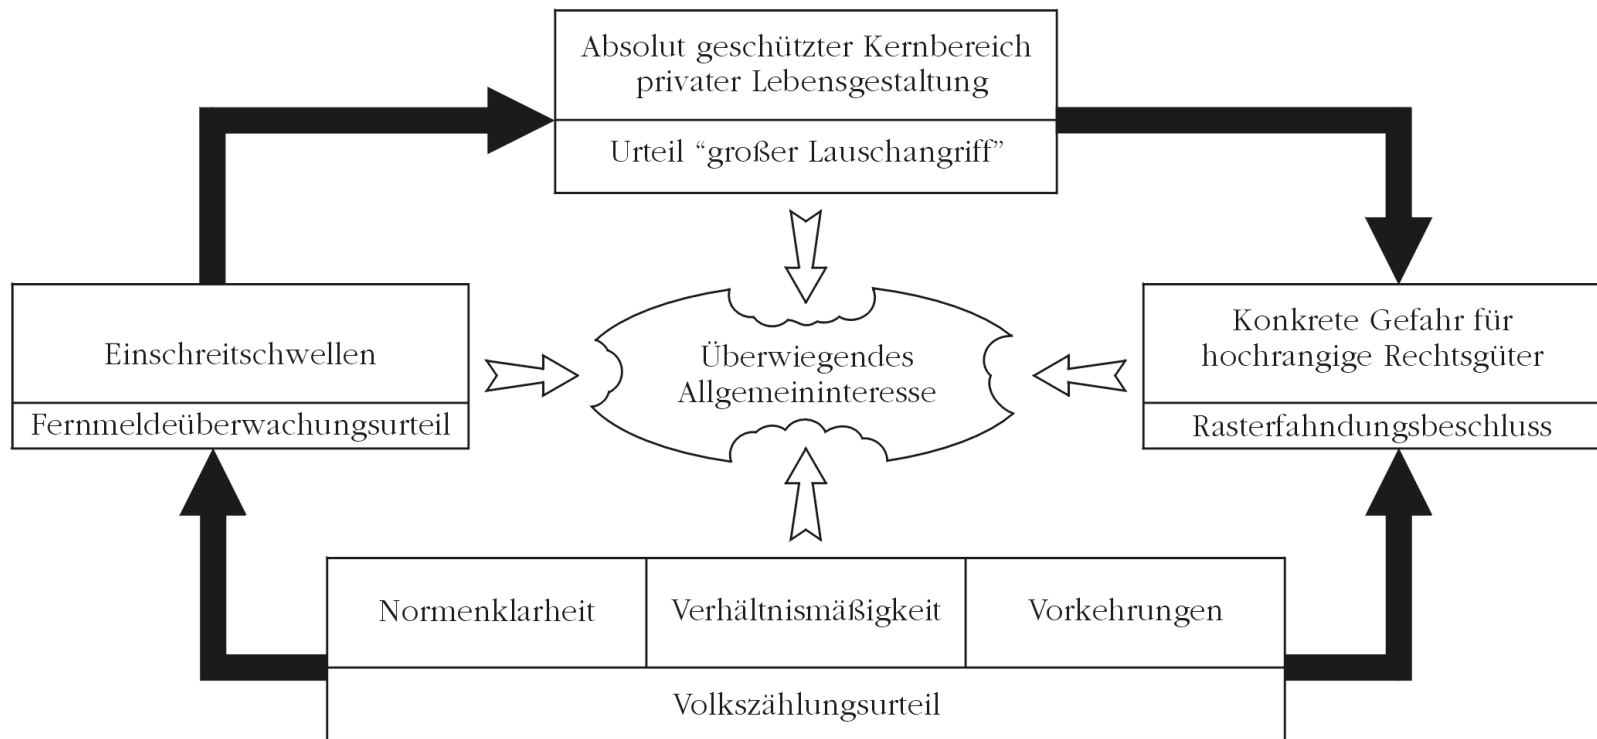 Absolut geschützter Kernbereich
privater Lebensgestaltung
Urteil “großer Lauschangriff”
Einschreitschwellen
Fernmeldeüberwachungsurteil
Überwiegendes
Allgemeininteresse
Konkrete Gefahr für
hochrangige Rechtsgüter
Rasterfahndungsbeschluss
Normenklarheit
Verhältnismäßigkeit
Vorkehrungen
Volkszählungsurteil